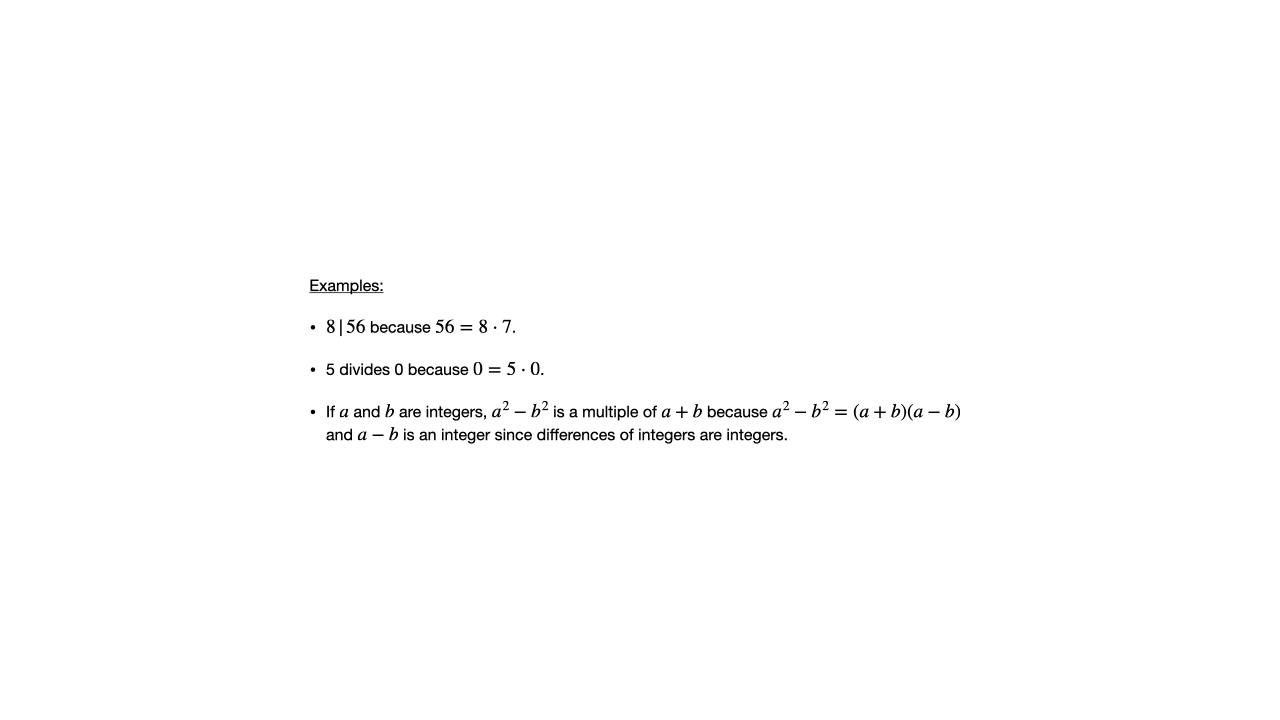 Examples:
• 8 | 56 because 56 = 8 · 7.
• 5 divides 0 because 0 = 5 · 0.
• If a and b are integers, a² − b² is a multiple of a + b because a² − b² = (a + b)(a − b)
and a − b is an integer since differences of integers are integers.